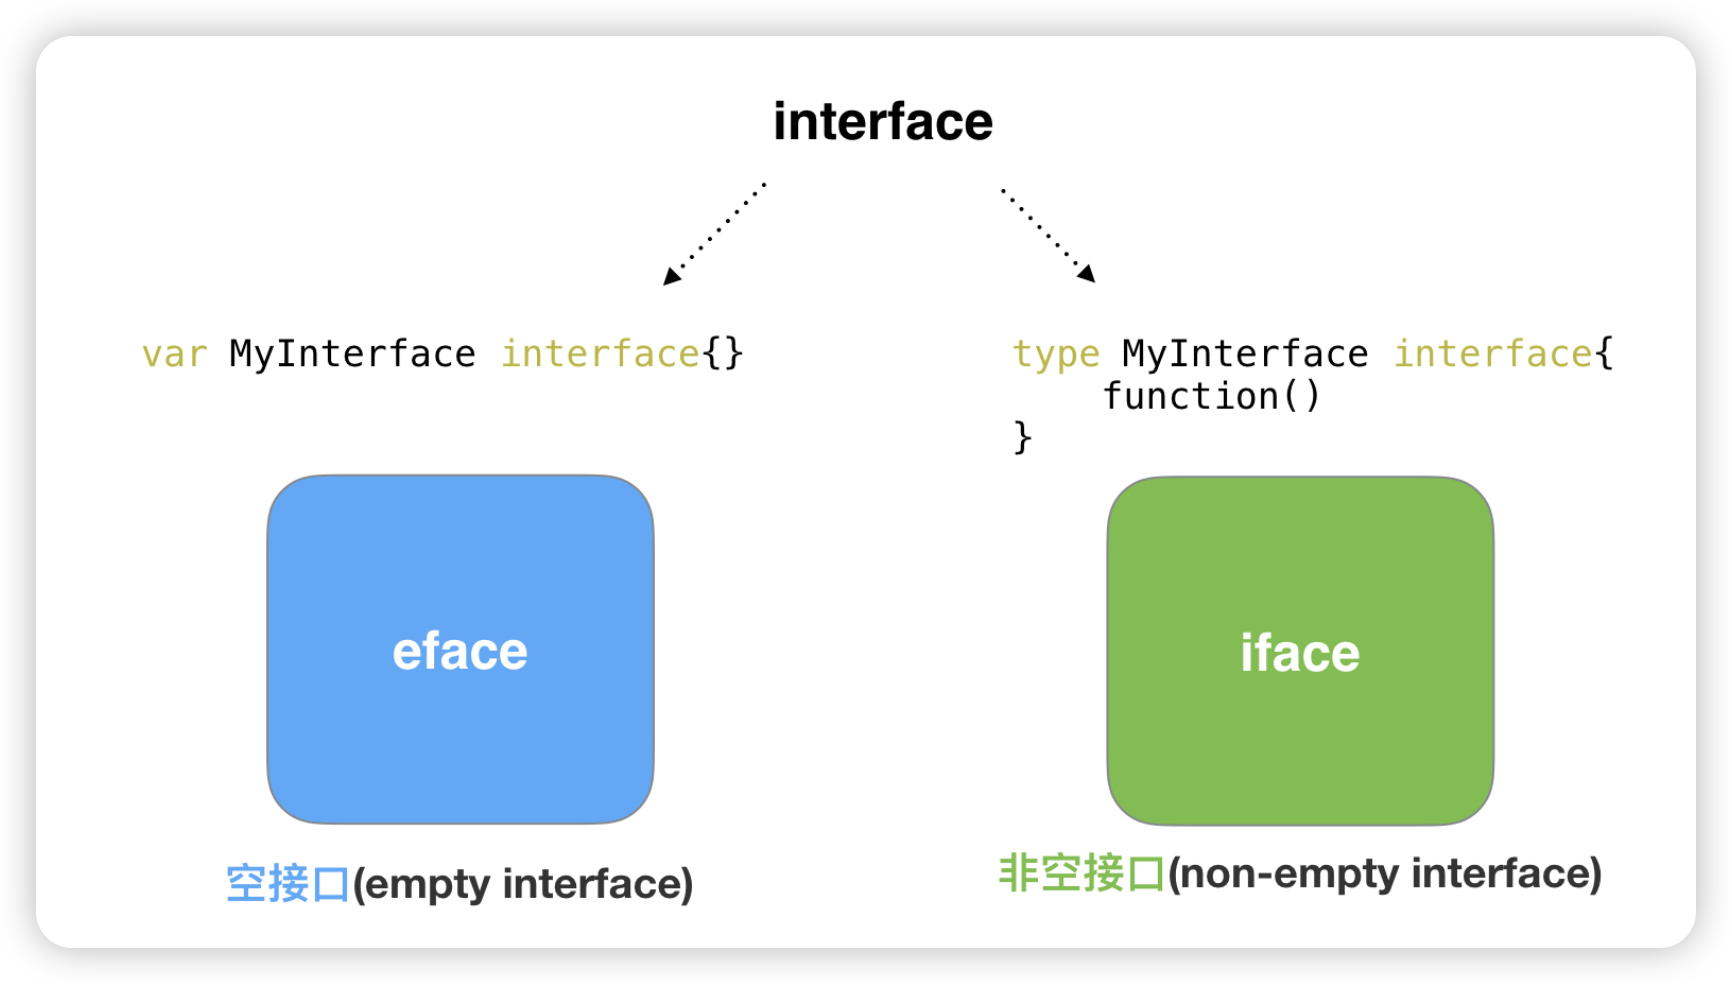 interface
var MyInterface interface{}
type MyInterface interface{
function()
}
eface
iface
空接口(empty interface)
非空接口(non-empty interface)